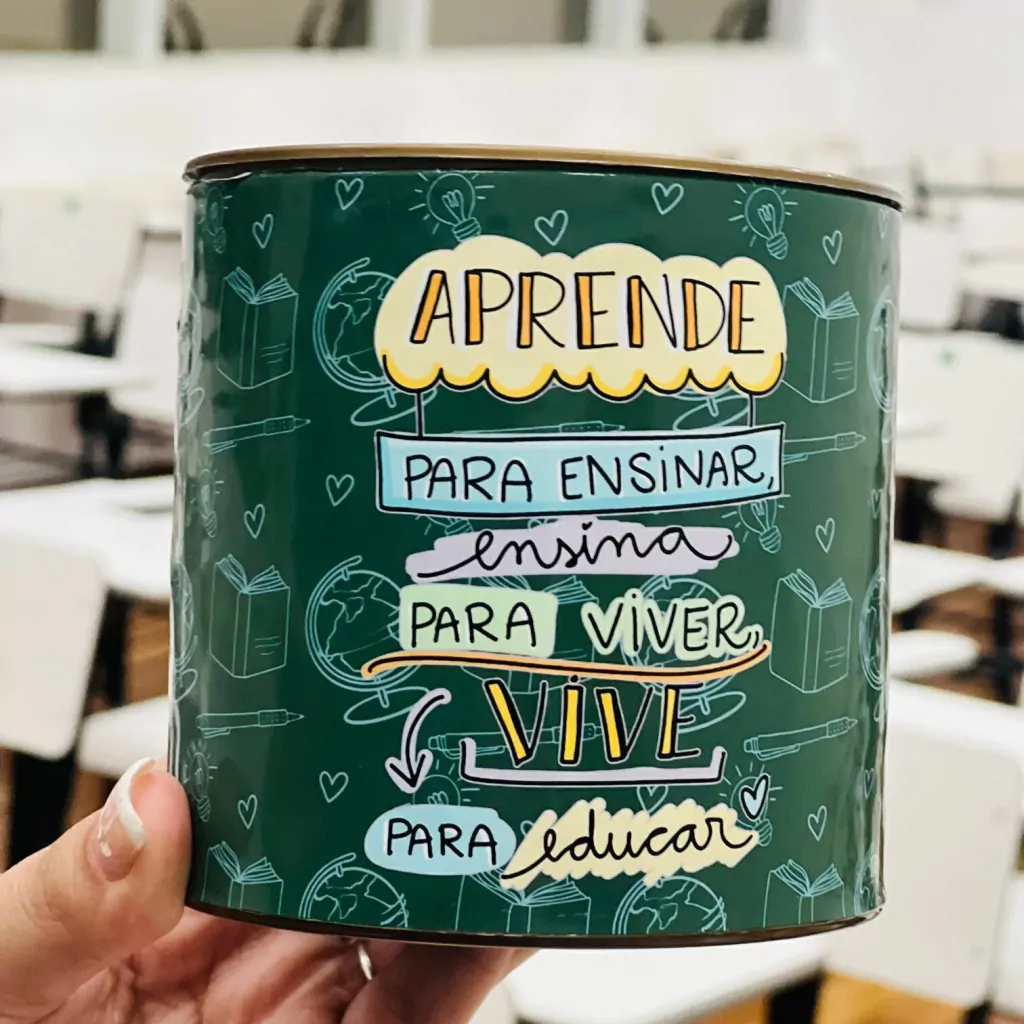 APRENDE
PARA ENSINAR,
ensina
PARA VIVER,
VIVE
PARA educar